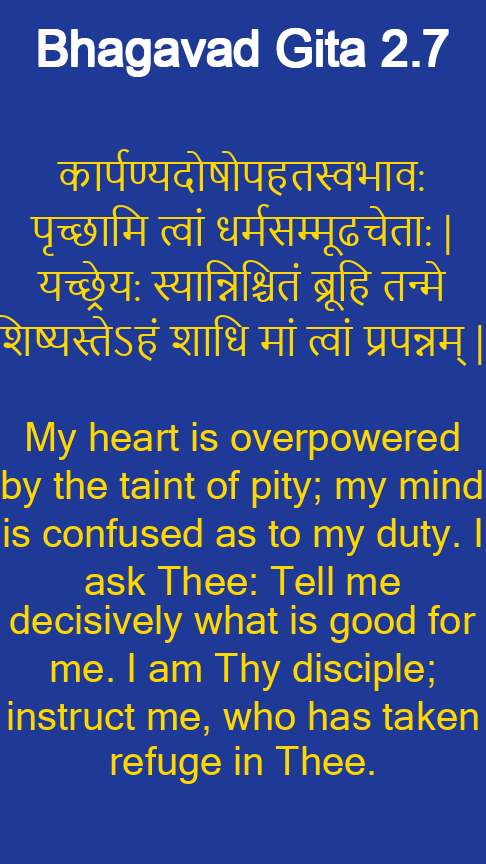 Bhagavad Gita 2.7
कार्पण्यदोषोपहतस्वभावः
पृच्छामि त्वां धर्मसम्मूढचेताः |
यच्छ्रेयः स्यान्निश्चितं ब्रूहि तन्मे
शिष्यस्तेऽहं शाधि मां त्वां प्रपन्नम् |
My heart is overpowered
by the taint of pity; my mind
is confused as to my duty. I
ask Thee: Tell me
decisively what is good for
me. I am Thy disciple;
instruct me, who has taken
refuge in Thee.